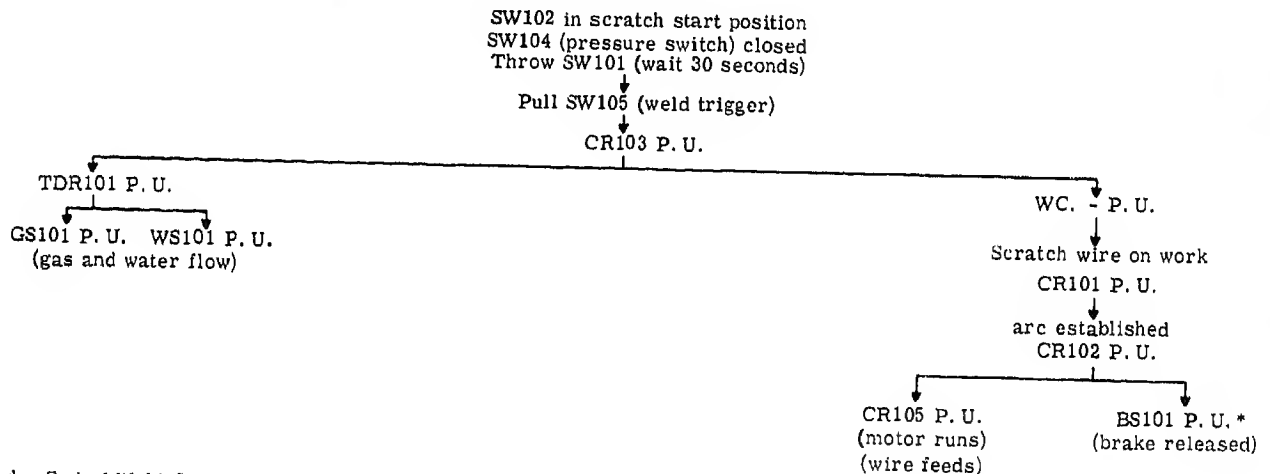 SW102 in scratch start position
SW104 (pressure switch) closed
Throw SW101 (wait 30 seconds)
Pull SW105 (weld trigger)
CR103 P. U.
TDR101 P. U.
GS101 P. U. WS101 P. U.
(gas and water flow)
WC. - P. U.
Scratch wire on work
CR101 P. U.
arc established
CR102 P. U.
CR105 P. U.
(motor runs)
(wire feeds)
BS101 P. U. *
(brake released)